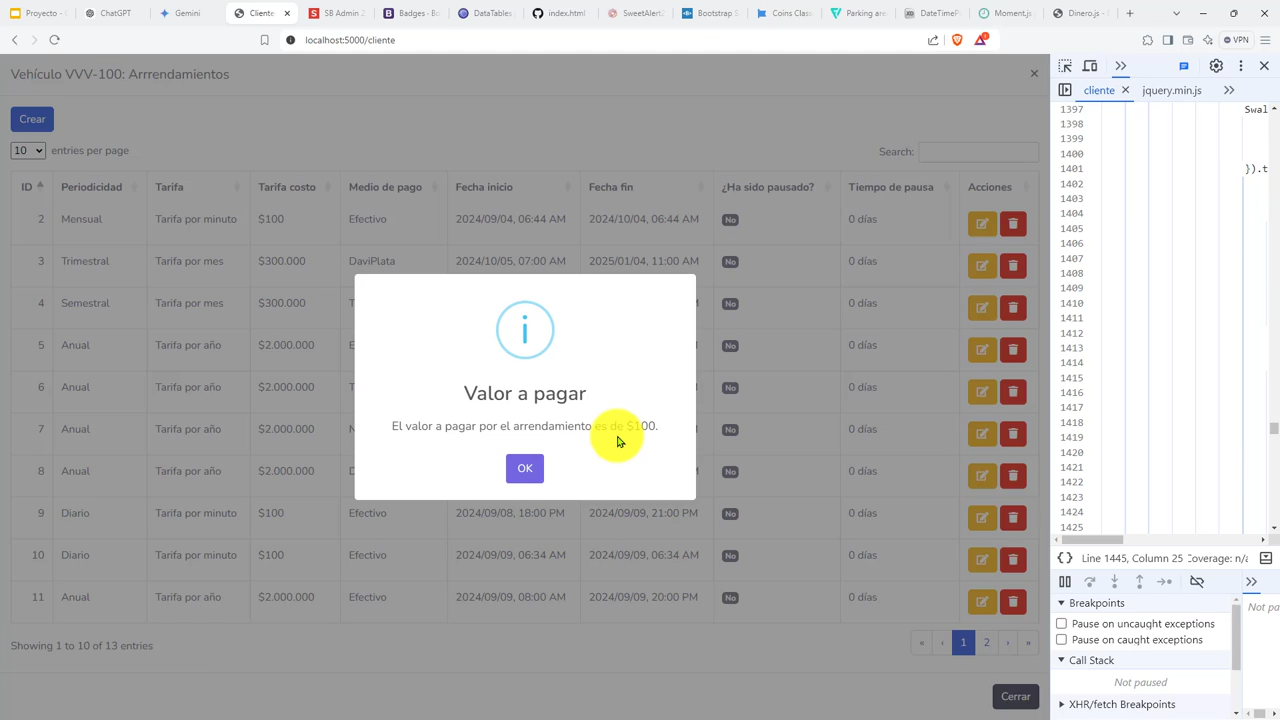 Proyecto -
ChatGPT
Gemini
Cliente
SB Admin
Badges - Bo
DataTables
index.html
SweetAlert
Bootstrap S
Coins Class
Parking are
DateTimeP
Moment.js
Dinero.js -
localhost:5000/cliente
VPN
Vehículo VVV-100: Arrrendamientos
Crear
10 entries per page
Search:
ID Periodicidad Tarifa Tarifa costo Medio de pago Fecha inicio Fecha fin ¿Ha sido pausado? Tiempo de pausa Acciones
2 Mensual Tarifa por minuto $100 Efectivo 2024/09/04, 06:44 AM 2024/10/04, 06:44 AM No 0 días
3 Trimestral Tarifa por mes $300.000 DaviPlata 2024/10/05, 07:00 AM 2025/01/04, 11:00 AM No 0 días
4 Semestral Tarifa por mes $300.000 T M No 0 días
5 Anual Tarifa por año $2.000.000 M No 0 días
6 Anual Tarifa por año $2.000.000 T M No 0 días
7 Anual Tarifa por año $2.000.000 M No 0 días
8 Anual Tarifa por año $2.000.000 D M No 0 días
9 Diario Tarifa por minuto $100 Efectivo 2024/09/08, 18:00 PM 2024/09/09, 21:00 PM No 0 días
10 Diario Tarifa por minuto $100 Efectivo 2024/09/09, 06:34 AM 2024/09/09, 06:34 AM No 0 días
11 Anual Tarifa por año $2.000.000 Efectivo 2024/09/09, 08:00 AM 2024/09/09, 20:00 PM No 0 días
Showing 1 to 10 of 13 entries
« ‹ 1 2 › »
Cerrar
i
Valor a pagar
El valor a pagar por el arrendamiento es de $100.
OK
cliente
jquery.min.js
1397 Swal
1398
1399
1400
1401 }).t
1402
1403
1404
1405
1406
1407
1408
1409
1410
1411
1412
1413
1414
1415
1416
1417
1418
1419
1420
1421
1422
1423
1424
1425
{ } Line 1445, Column 25 Coverage: n/a
Breakpoints
Not pa
Pause on uncaught exceptions
Pause on caught exceptions
Call Stack
Not paused
XHR/fetch Breakpoints